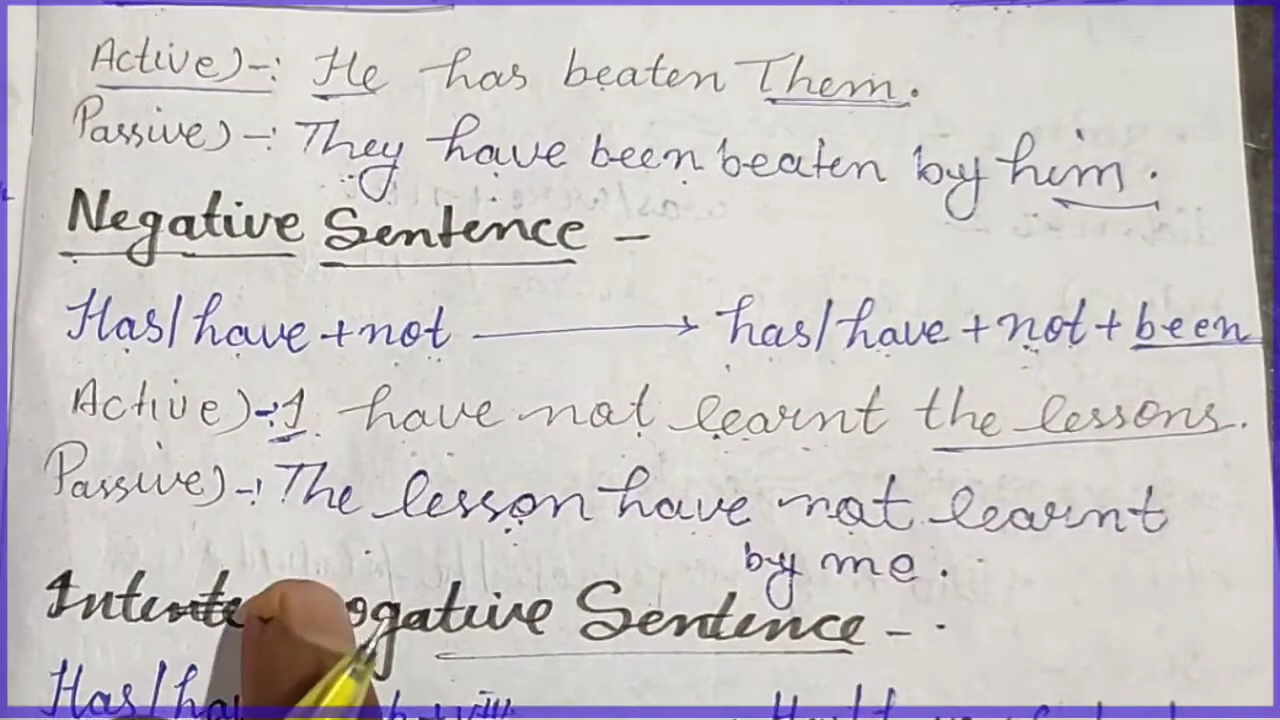 Active)-: He has beaten Them.
Passive)-: They have been beaten by him.
Negative Sentence -
Has/have + not → has/have + not + been
Active)-: I have not learnt the lessons.
Passive)-: The lesson have not learnt
by me.
Sentence -
Has/